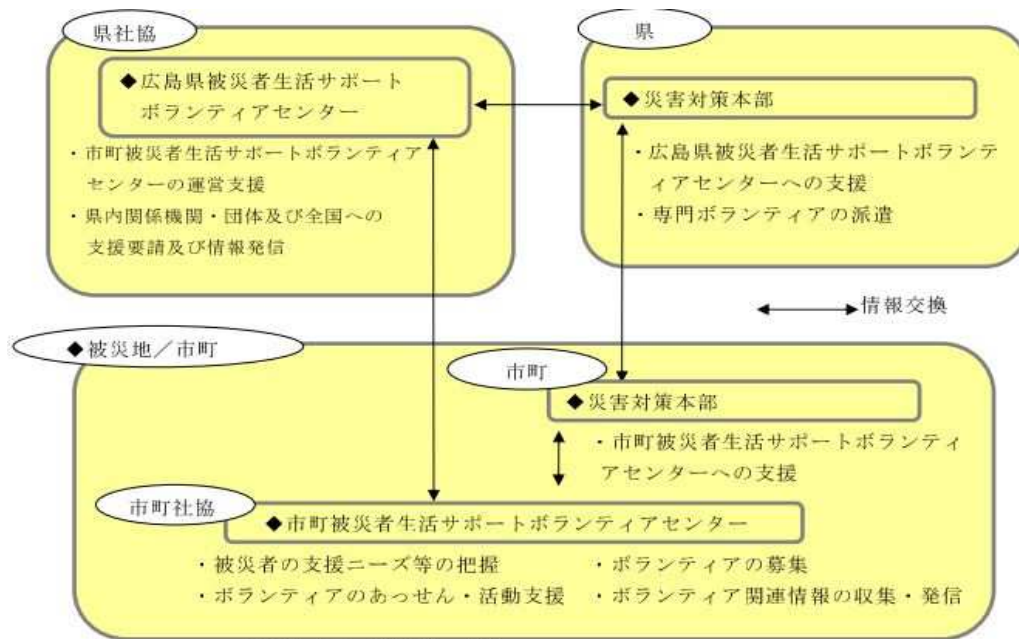 県社協
◆広島県被災者生活サポート
ボランティアセンター
・市町被災者生活サポートボランティア
センターの運営支援
・県内関係機関・団体及び全国への
支援要請及び情報発信
県
◆災害対策本部
・広島県被災者生活サポートボランテ
ィアセンターへの支援
・専門ボランティアの派遣
情報交換
◆被災地／市町
市町
◆災害対策本部
・市町被災者生活サポートボランティ
アセンターへの支援
市町社協
◆市町被災者生活サポートボランティアセンター
・被災者の支援ニーズ等の把握
・ボランティアの募集
・ボランティアのあっせん・活動支援
・ボランティア関連情報の収集・発信